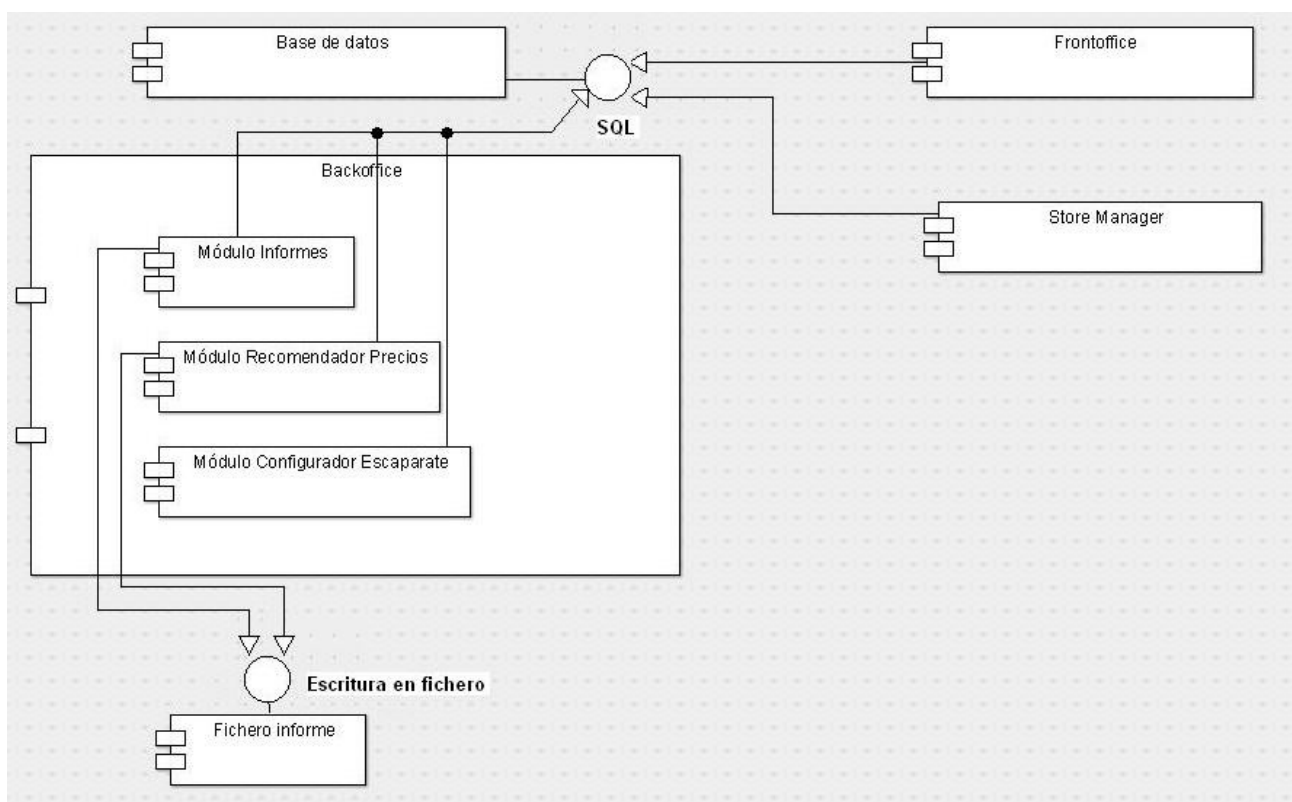 Base de datos
Frontoffice
SQL
Backoffice
Store Manager
Módulo Informes
Módulo Recomendador Precios
Módulo Configurador Escaparate
Escritura en fichero
Fichero informe